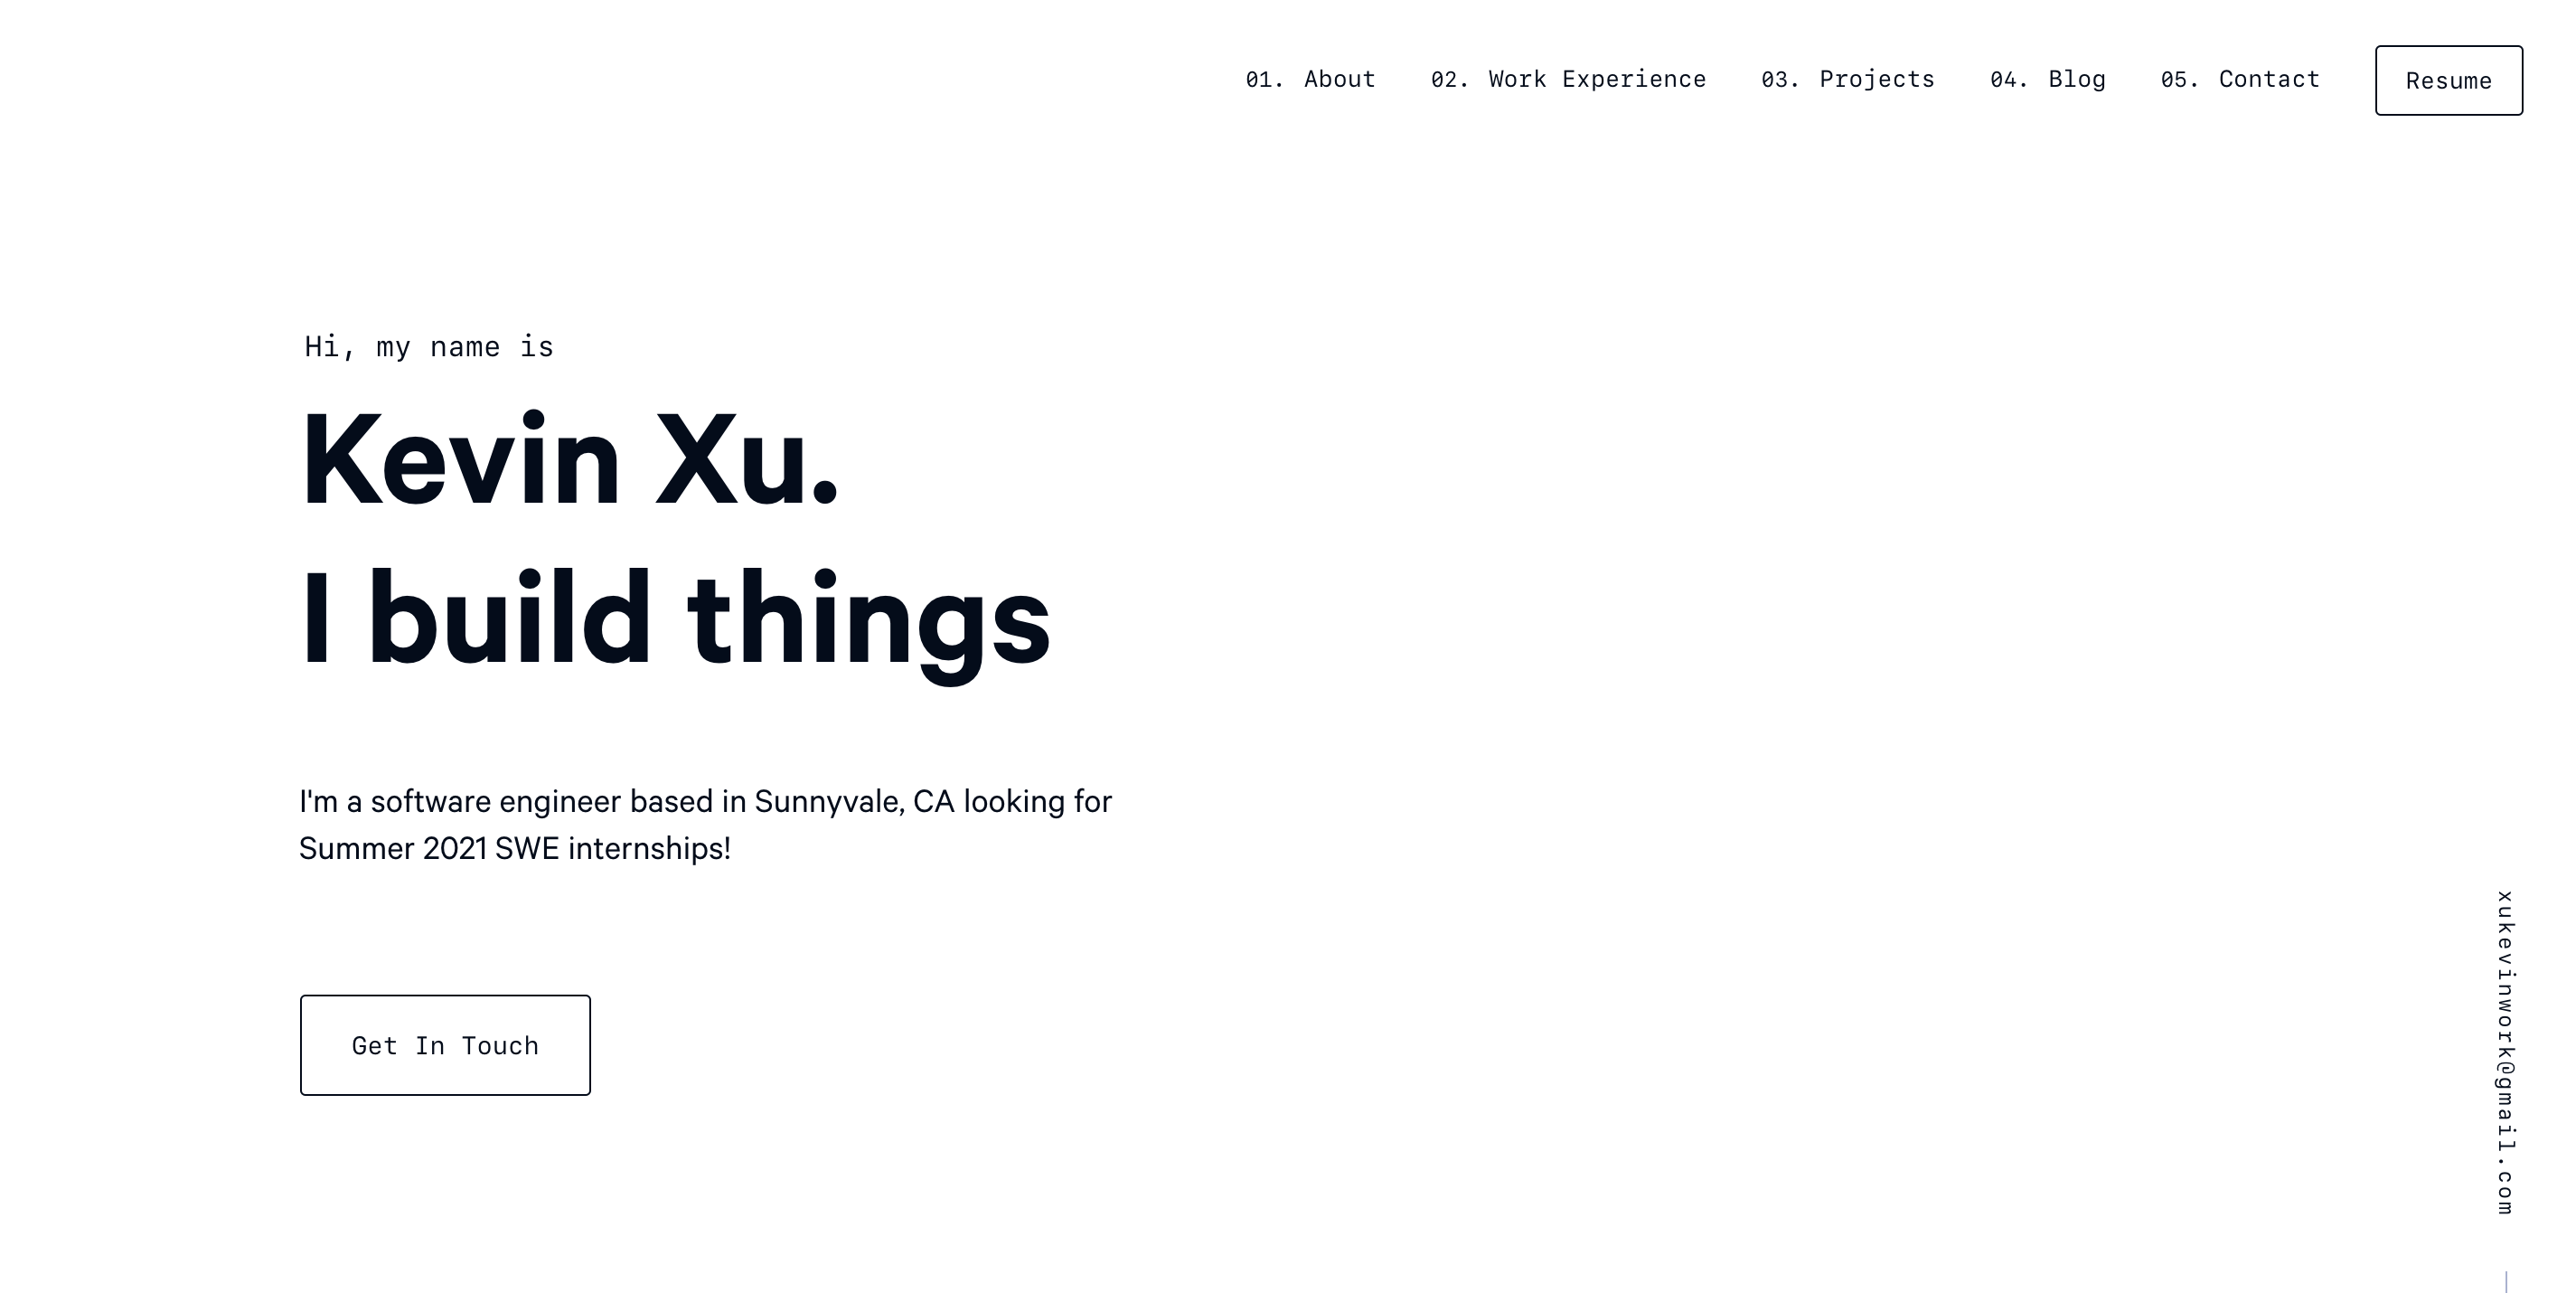 01. About 02. Work Experience 03. Projects 04. Blog 05. Contact Resume
Hi, my name is
Kevin Xu.
I build things
I'm a software engineer based in Sunnyvale, CA looking for
Summer 2021 SWE internships!
Get In Touch
xukevinwork@gmail.com